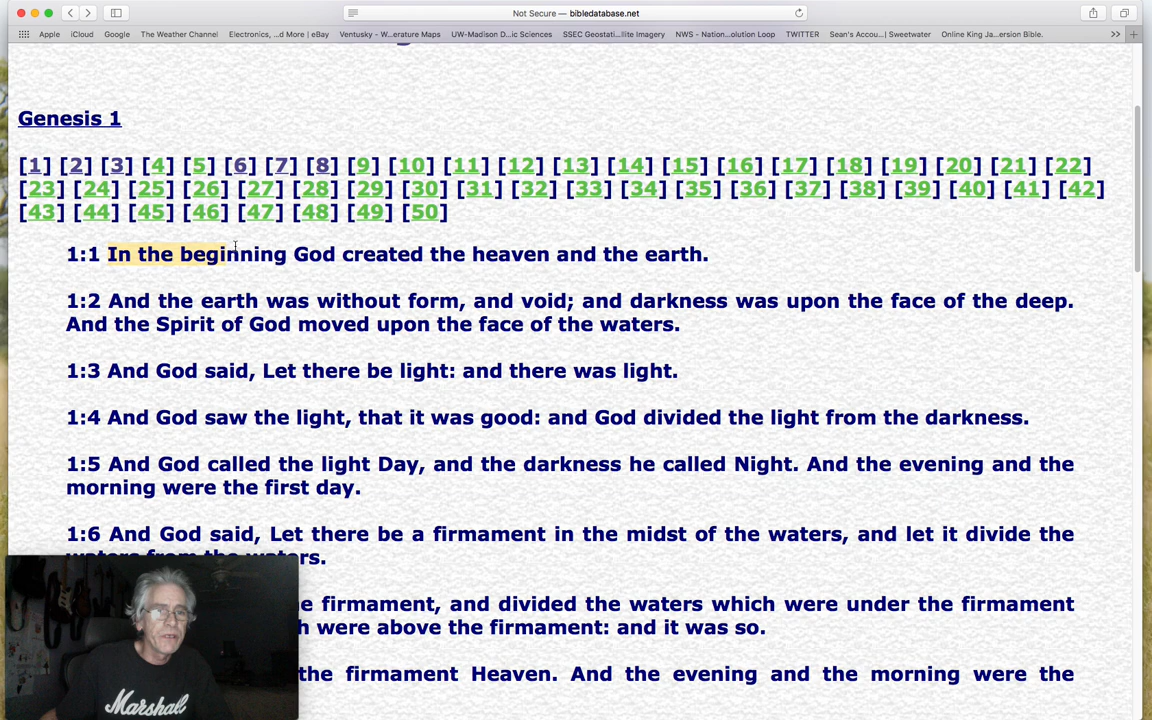 Not Secure — bibledatabase.net
Apple iCloud Google The Weather Channel Electronics, ...d More | eBay Ventusky - W...erature Maps UW-Madison D...ic Sciences SSEC Geostati...llite Imagery NWS - Nation...olution Loop TWITTER Sean's Accou...| Sweetwater Online King Ja...ersion Bible. >> +
Genesis 1
[1] [2] [3] [4] [5] [6] [7] [8] [9] [10] [11] [12] [13] [14] [15] [16] [17] [18] [19] [20] [21] [22]
[23] [24] [25] [26] [27] [28] [29] [30] [31] [32] [33] [34] [35] [36] [37] [38] [39] [40] [41] [42]
[43] [44] [45] [46] [47] [48] [49] [50]
1:1 In the beginning God created the heaven and the earth.
1:2 And the earth was without form, and void; and darkness was upon the face of the deep.
And the Spirit of God moved upon the face of the waters.
1:3 And God said, Let there be light: and there was light.
1:4 And God saw the light, that it was good: and God divided the light from the darkness.
1:5 And God called the light Day, and the darkness he called Night. And the evening and the
morning were the first day.
1:6 And God said, Let there be a firmament in the midst of the waters, and let it divide the
waters from the waters.
firmament, and divided the waters which were under the firmament
were above the firmament: and it was so.
the firmament Heaven. And the evening and the morning were the
Marshall